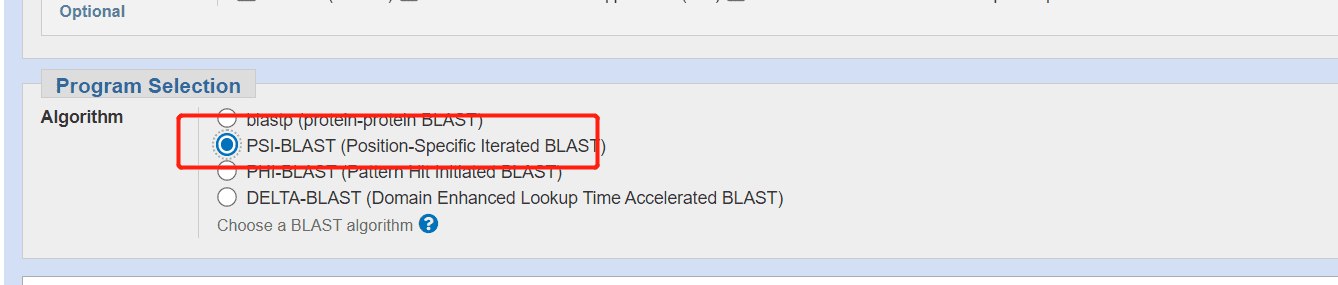 Optional
Program Selection
Algorithm
blastp (protein-protein BLAST)
PSI-BLAST (Position-Specific Iterated BLAST)
PHI-BLAST (Pattern Hit Initiated BLAST)
DELTA-BLAST (Domain Enhanced Lookup Time Accelerated BLAST)
Choose a BLAST algorithm ?